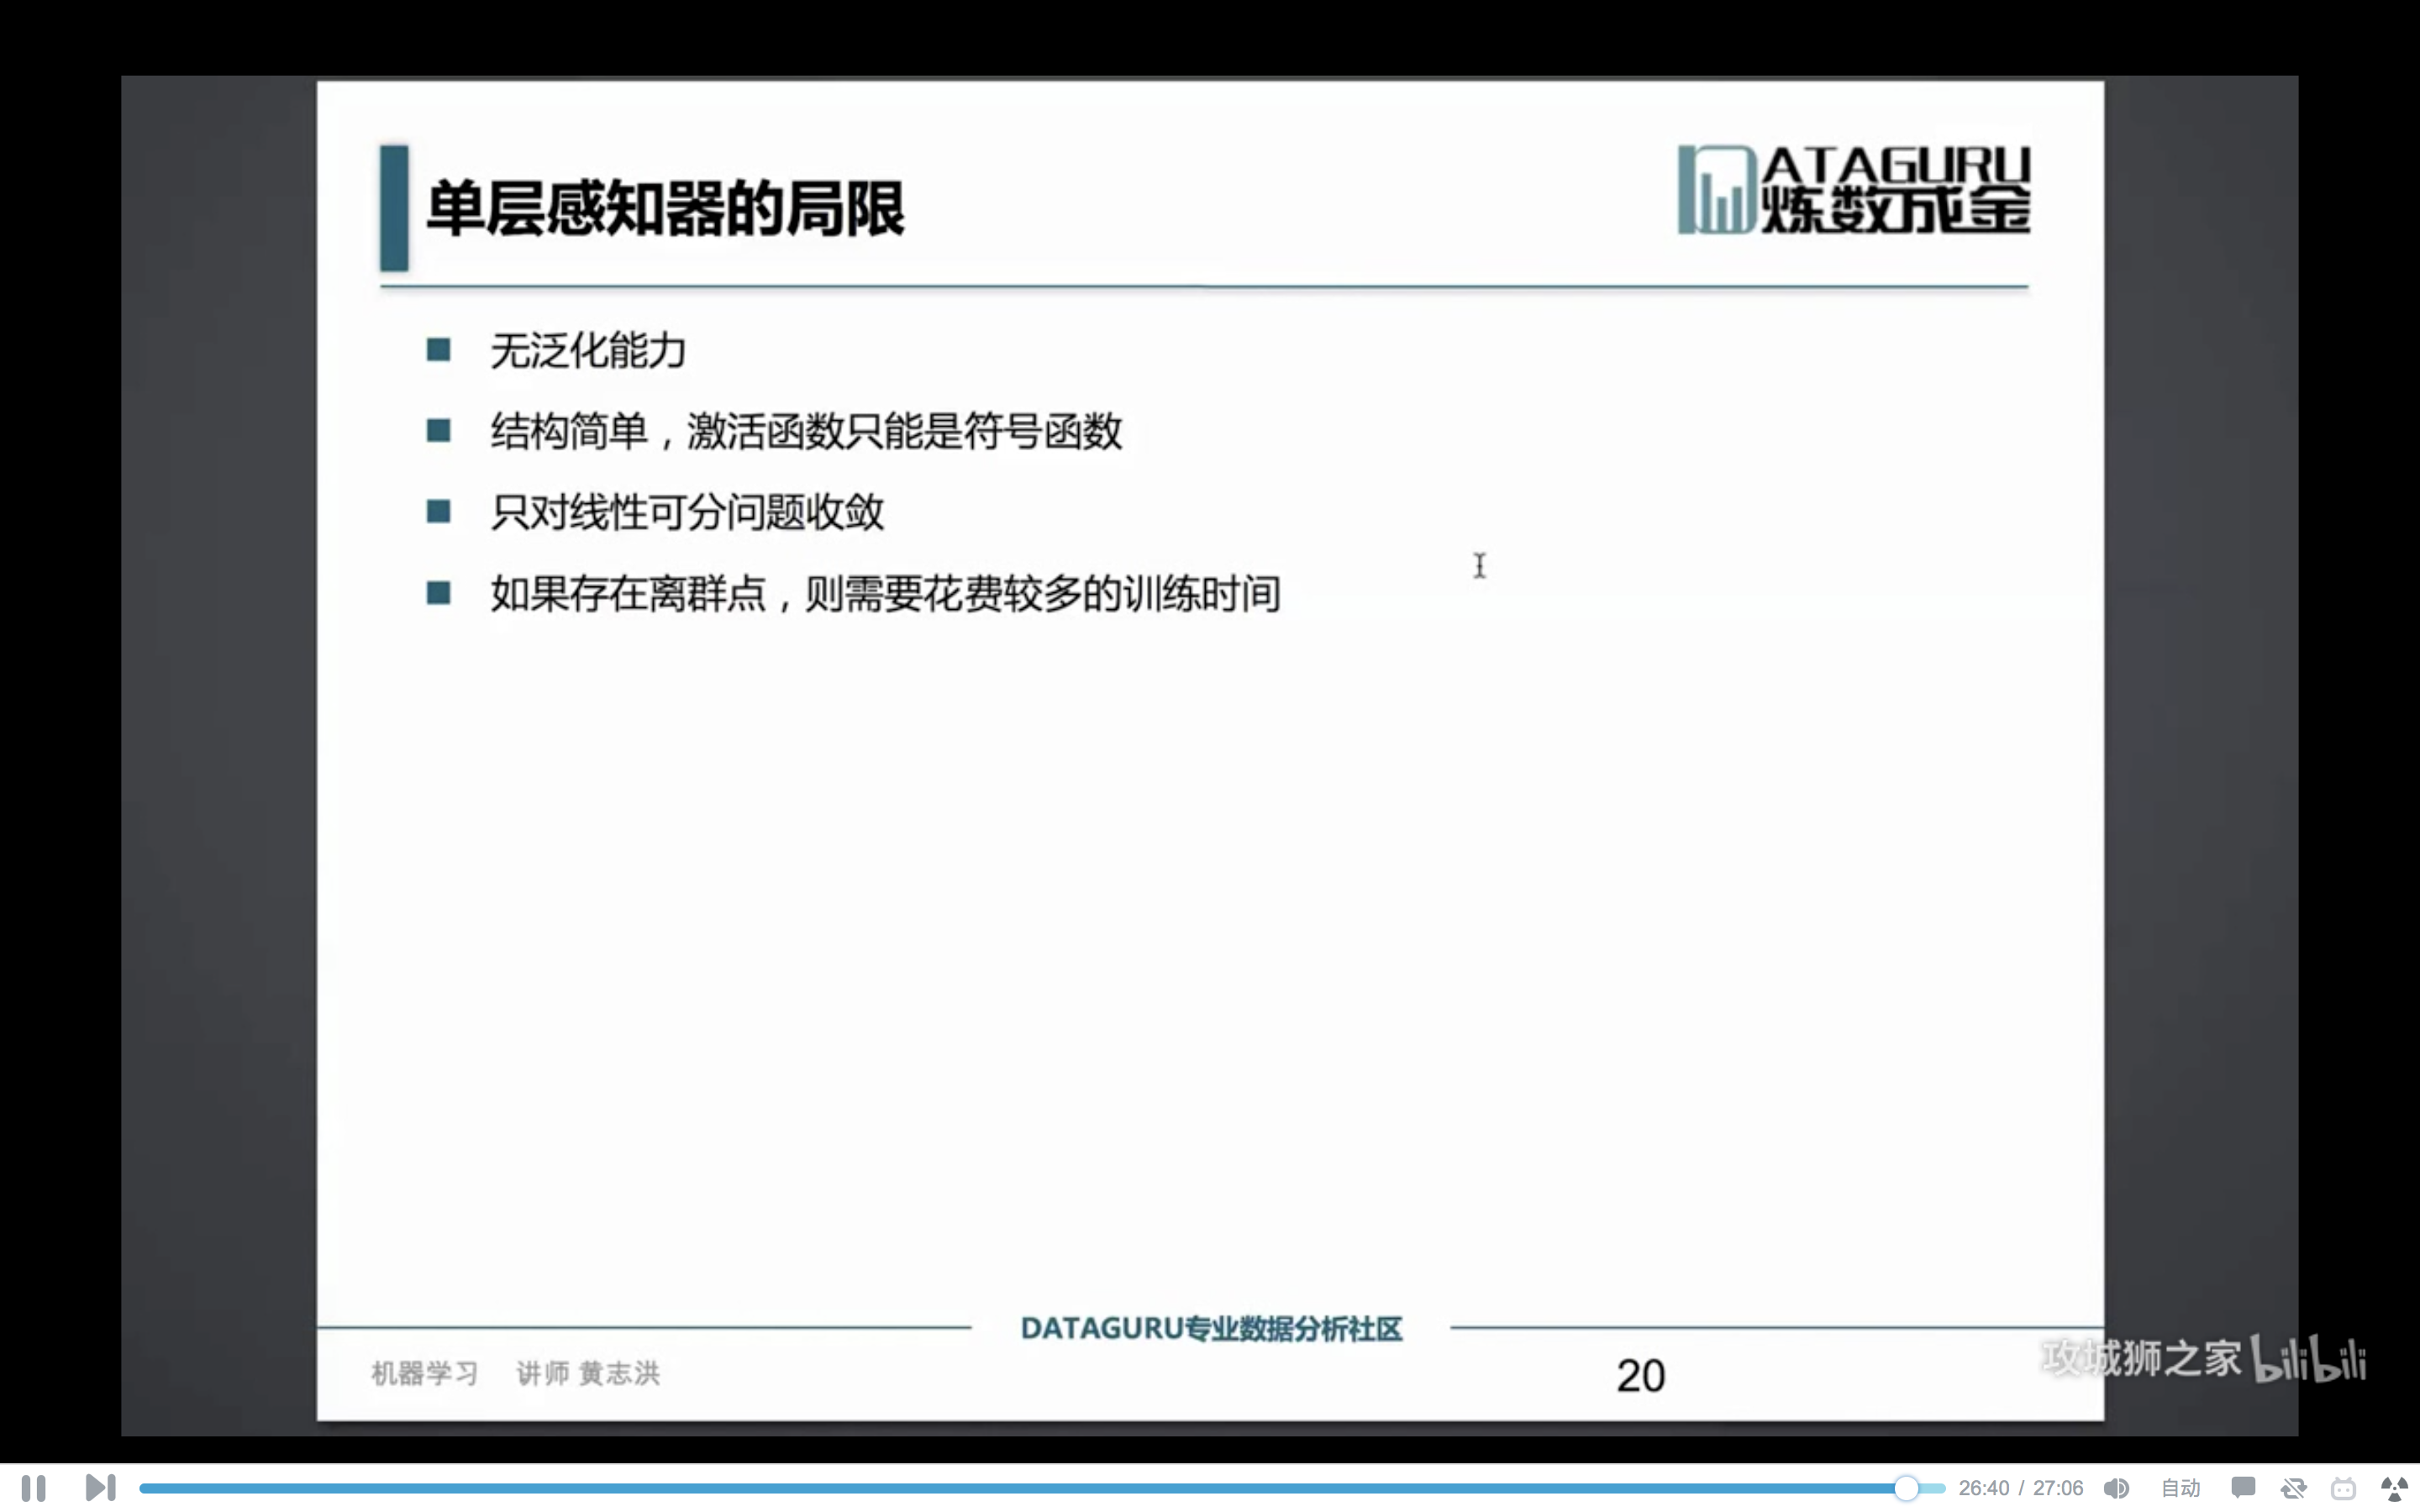 单层感知器的局限
ATAGURU
炼数成金
无泛化能力
结构简单，激活函数只能是符号函数
只对线性可分问题收敛
如果存在离群点，则需要花费较多的训练时间
DATAGURU专业数据分析社区
机器学习 讲师 黄志洪
20
攻城狮之家 bilibili
26:40 / 27:06 自动